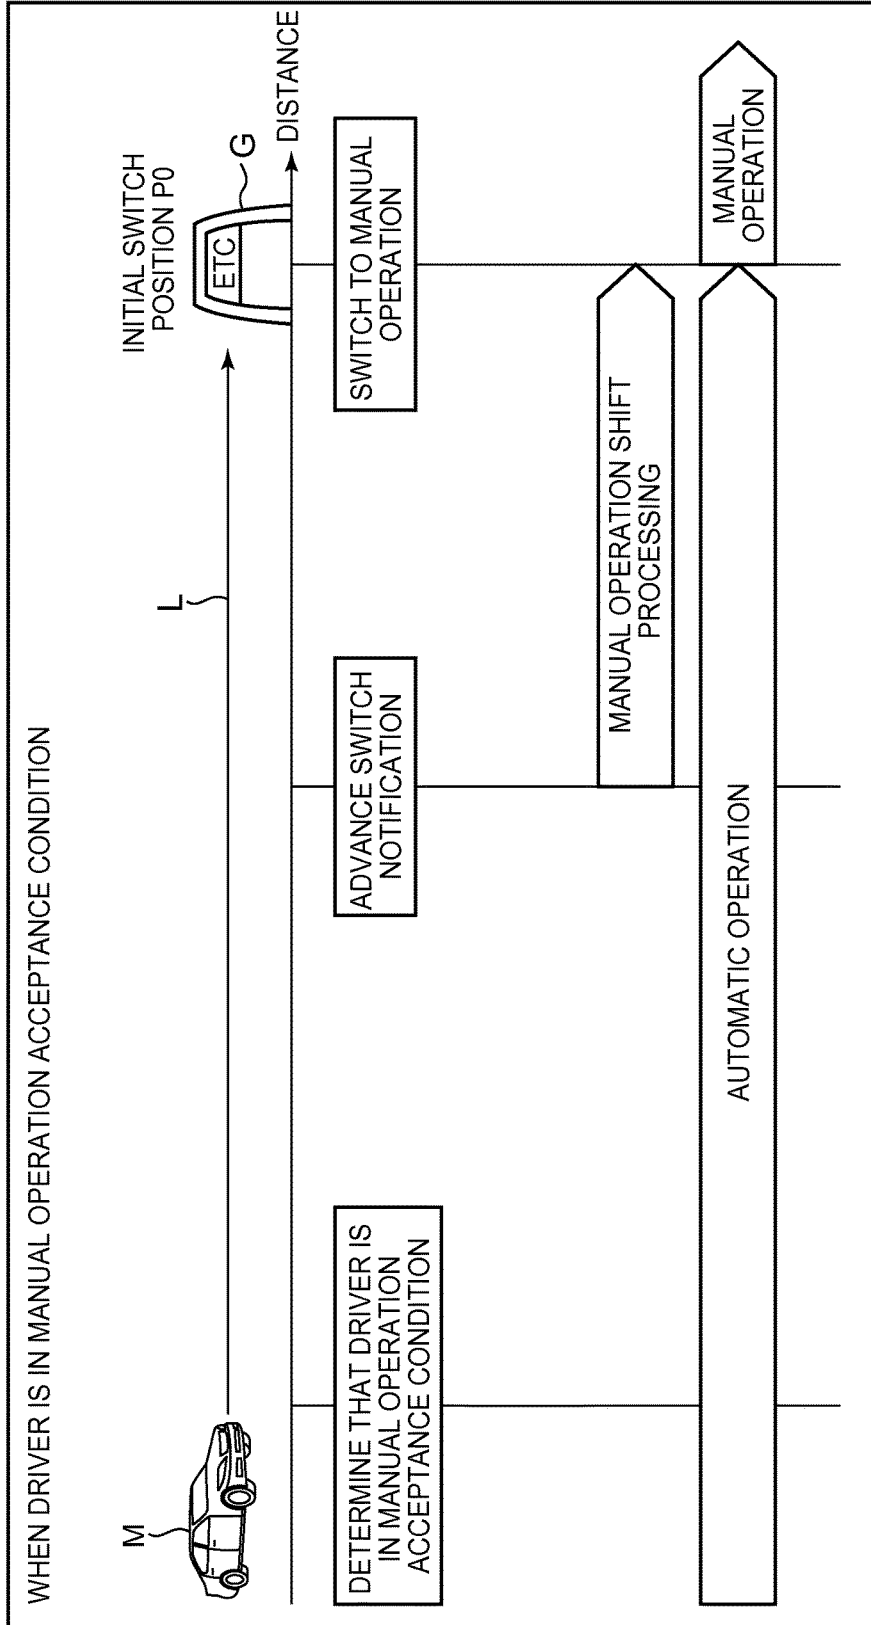 WHEN DRIVER IS IN MANUAL OPERATION ACCEPTANCE CONDITION
M
L
INITIAL SWITCH
POSITION P0
ETC
G
DISTANCE
DETERMINE THAT DRIVER IS
IN MANUAL OPERATION
ACCEPTANCE CONDITION
ADVANCE SWITCH
NOTIFICATION
SWITCH TO MANUAL
OPERATION
MANUAL OPERATION SHIFT
PROCESSING
AUTOMATIC OPERATION
MANUAL
OPERATION